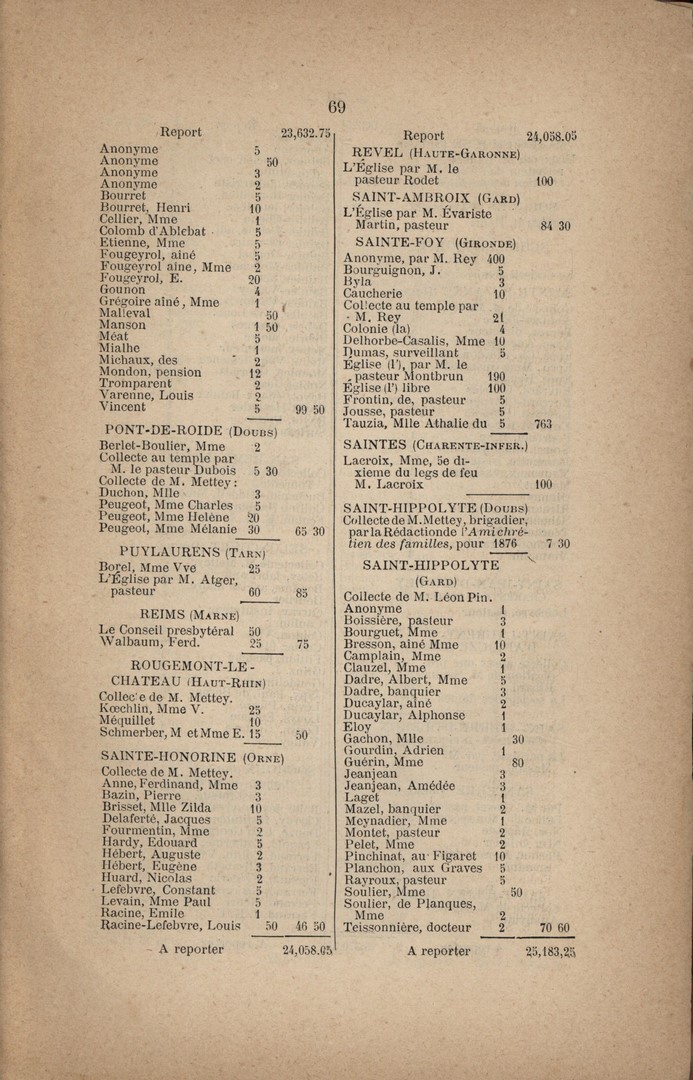 69
Report 23,632.75
Anonyme 5
Anonyme 50
Anonyme 3
Anonyme 2
Bourret 5
Bourret, Henri 10
Cellier, Mme 1
Colomb d'Ablebat 5
Etienne, Mme 5
Fougeyrol, aîné 5
Fougeyrol aine, Mme 2
Fougeyrol, E. 20
Gounon 4
Grégoire aîné, Mme 1
Malleval 50
Manson 1 50
Méat 5
Mialhe 1
Michaux, des 2
Mondon, pension 12
Tromparent 2
Varenne, Louis 2
Vincent 5 99 50
PONT-DE-ROIDE (DOUBS)
Berlet-Boulier, Mme 2
Collecte au temple par
M. le pasteur Dubois 5 30
Collecte de M. Mettey:
Duchon, Mlle 3
Peugeot, Mme Charles 5
Peugeot, Mme Helène 20
Peugeot, Mme Mélanie 30 65 30
PUYLAURENS (TARN)
Borel, Mme Vve 25
L'Église par M. Atger,
pasteur 60 85
REIMS (MARNE)
Le Conseil presbytéral 50
Walbaum, Ferd. 25 75
ROUGEMONT-LE-
CHATEAU (HAUT-RHIN)
Collecte de M. Mettey.
Kœchlin, Mme V. 25
Méquillet 10
Schmerber, M et Mme E. 15 50
SAINTE-HONORINE (ORNE)
Collecte de M. Mettey.
Anne, Ferdinand, Mme 3
Bazin, Pierre 3
Brisset, Mlle Zilda 10
Delaferté, Jacques 5
Fourmentin, Mme 2
Hardy, Edouard 5
Hébert, Auguste 2
Hébert, Eugène 3
Huard, Nicolas 2
Lefebvre, Constant 5
Levain, Mme Paul 5
Racine, Emile 1
Racine-Lefebvre, Louis 50 46 50
A reporter 24,058.05
Report 24,058.05
REVEL (HAUTE-GARONNE)
L'Église par M. le
pasteur Rodet 100
SAINT-AMBROIX (GARD)
L'Église par M. Évariste
Martin, pasteur 84 30
SAINTE-FOY (GIRONDE)
Anonyme, par M. Rey 400
Bourguignon, J. 5
Byla 3
Caucherie 10
Collecte au temple par
M. Rey 21
Colonie (la) 4
Delhorbe-Casalis, Mme 10
Dumas, surveillant 5
Église (l'), par M. le
pasteur Montbrun 190
Église (l') libre 100
Frontin, de, pasteur 5
Jousse, pasteur 5
Tauzia, Mlle Athalie du 5 763
SAINTES (CHARENTE-INFER.)
Lacroix, Mme, 5e di-
xieme du legs de feu
M. Lacroix 100
SAINT-HIPPOLYTE (DOUBS)
Collecte de M. Mettey, brigadier,
par la Rédaction de l'Ami chré-
tien des familles, pour 1876 7 30
SAINT-HIPPOLYTE
(GARD)
Collecte de M. Léon Pin.
Anonyme 1
Boissière, pasteur 3
Bourguet, Mme 1
Bresson, aîné Mme 10
Camplain, Mme 2
Clauzel, Mme 1
Dadre, Albert, Mme 5
Dadre, banquier 3
Ducaylar, aîné 2
Ducaylar, Alphonse 1
Eloy 1
Gachon, Mlle 30
Gourdin, Adrien 1
Guérin, Mme 80
Jeanjean 3
Jeanjean, Amédée 3
Laget 1
Mazel, banquier 2
Meynadier, Mme 1
Montet, pasteur 2
Pelet, Mme 2
Pinchinat, au Figaret 10
Planchon, aux Graves 5
Rayroux, pasteur 5
Soulier, Mme 50
Soulier, de Planques,
Mme 2
Teissonnière, docteur 2 70 60
A reporter 25,183,25